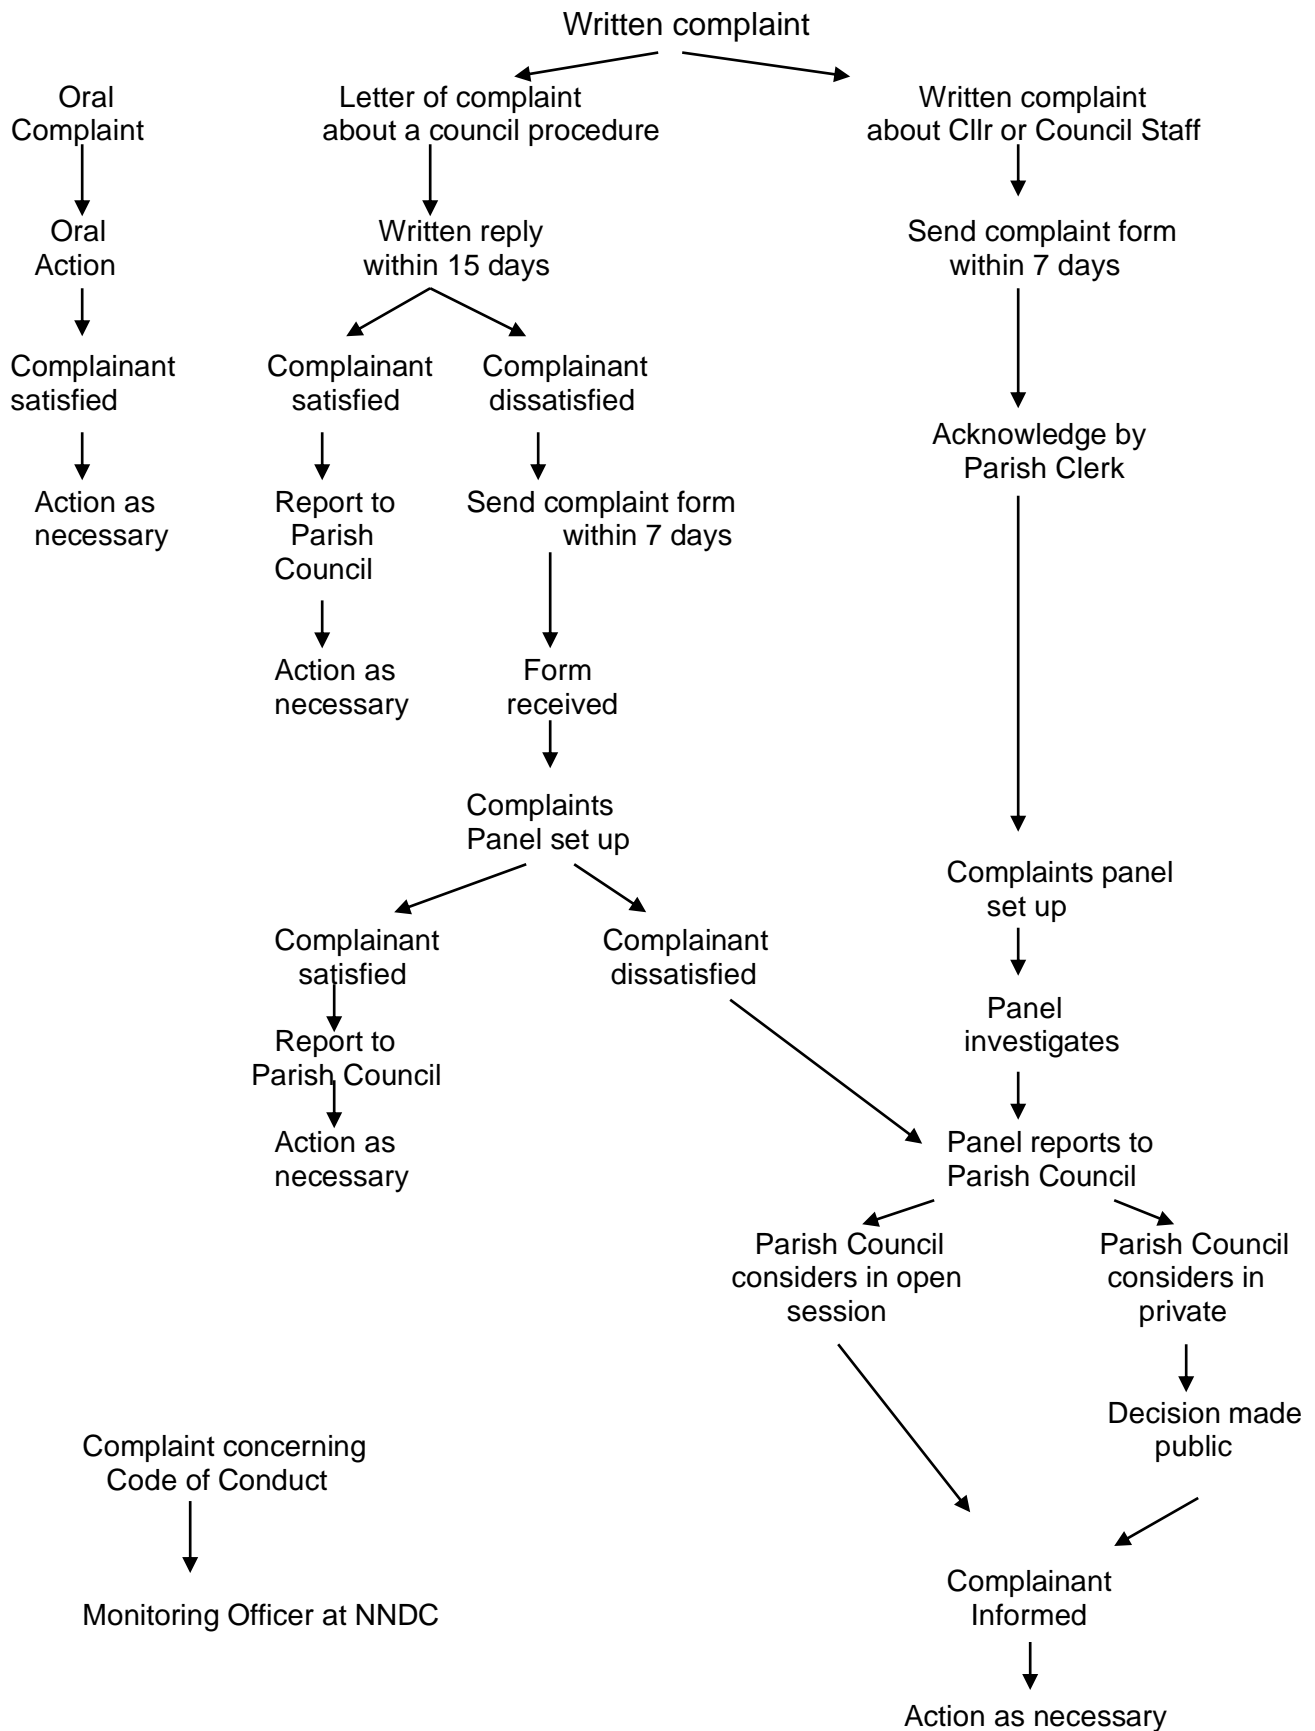 Written complaint
Oral
Complaint
Letter of complaint
about a council procedure
Written complaint
about Cllr or Council Staff
Oral
Action
Written reply
within 15 days
Send complaint form
within 7 days
Complainant
satisfied
Complainant
satisfied
Complainant
dissatisfied
Acknowledge by
Parish Clerk
Action as
necessary
Report to
Parish
Council
Send complaint form
within 7 days
Action as
necessary
Form
received
Complaints
Panel set up
Complaints panel
set up
Complainant
satisfied
Complainant
dissatisfied
Panel
investigates
Report to
Parish Council
Action as
necessary
Panel reports to
Parish Council
Parish Council
considers in open
session
Parish Council
considers in
private
Decision made
public
Complaint concerning
Code of Conduct
Monitoring Officer at NNDC
Complainant
Informed
Action as necessary